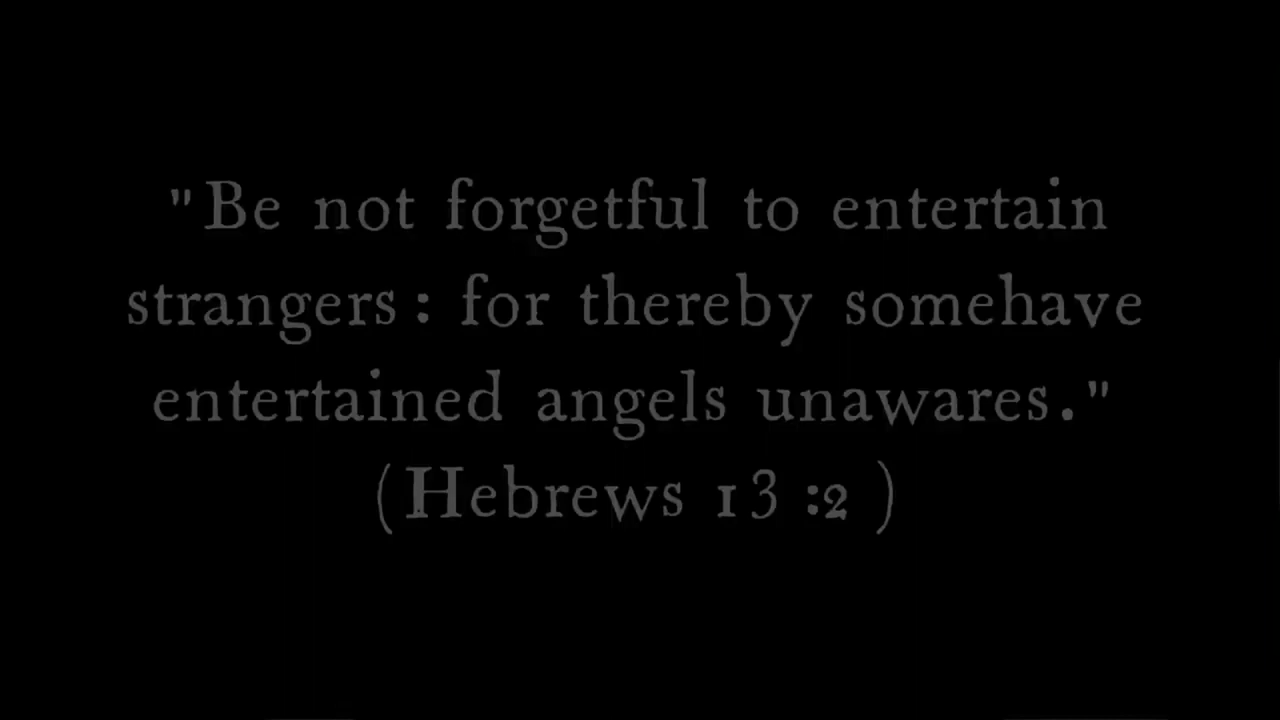 "Be not forgetful to entertain
strangers: for thereby somehave
entertained angels unawares."
(Hebrews 13 :2 )